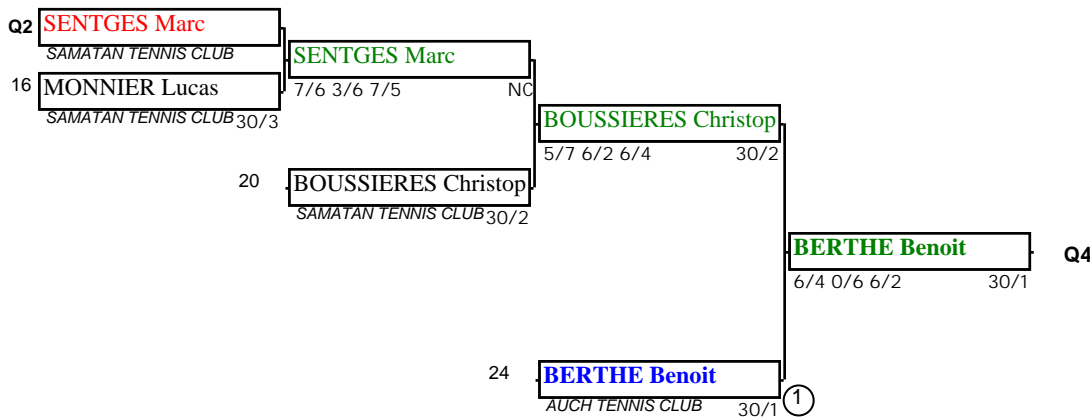 Q2 SENTGES Marc
SAMATAN TENNIS CLUB
16 MONNIER Lucas
SAMATAN TENNIS CLUB 30/3
SENTGES Marc
7/6 3/6 7/5 NC
20 BOUSSIERES Christop
SAMATAN TENNIS CLUB 30/2
BOUSSIERES Christop
5/7 6/2 6/4 30/2
24 BERTHE Benoit
AUCH TENNIS CLUB 30/1 1
BERTHE Benoit Q4
6/4 0/6 6/2 30/1